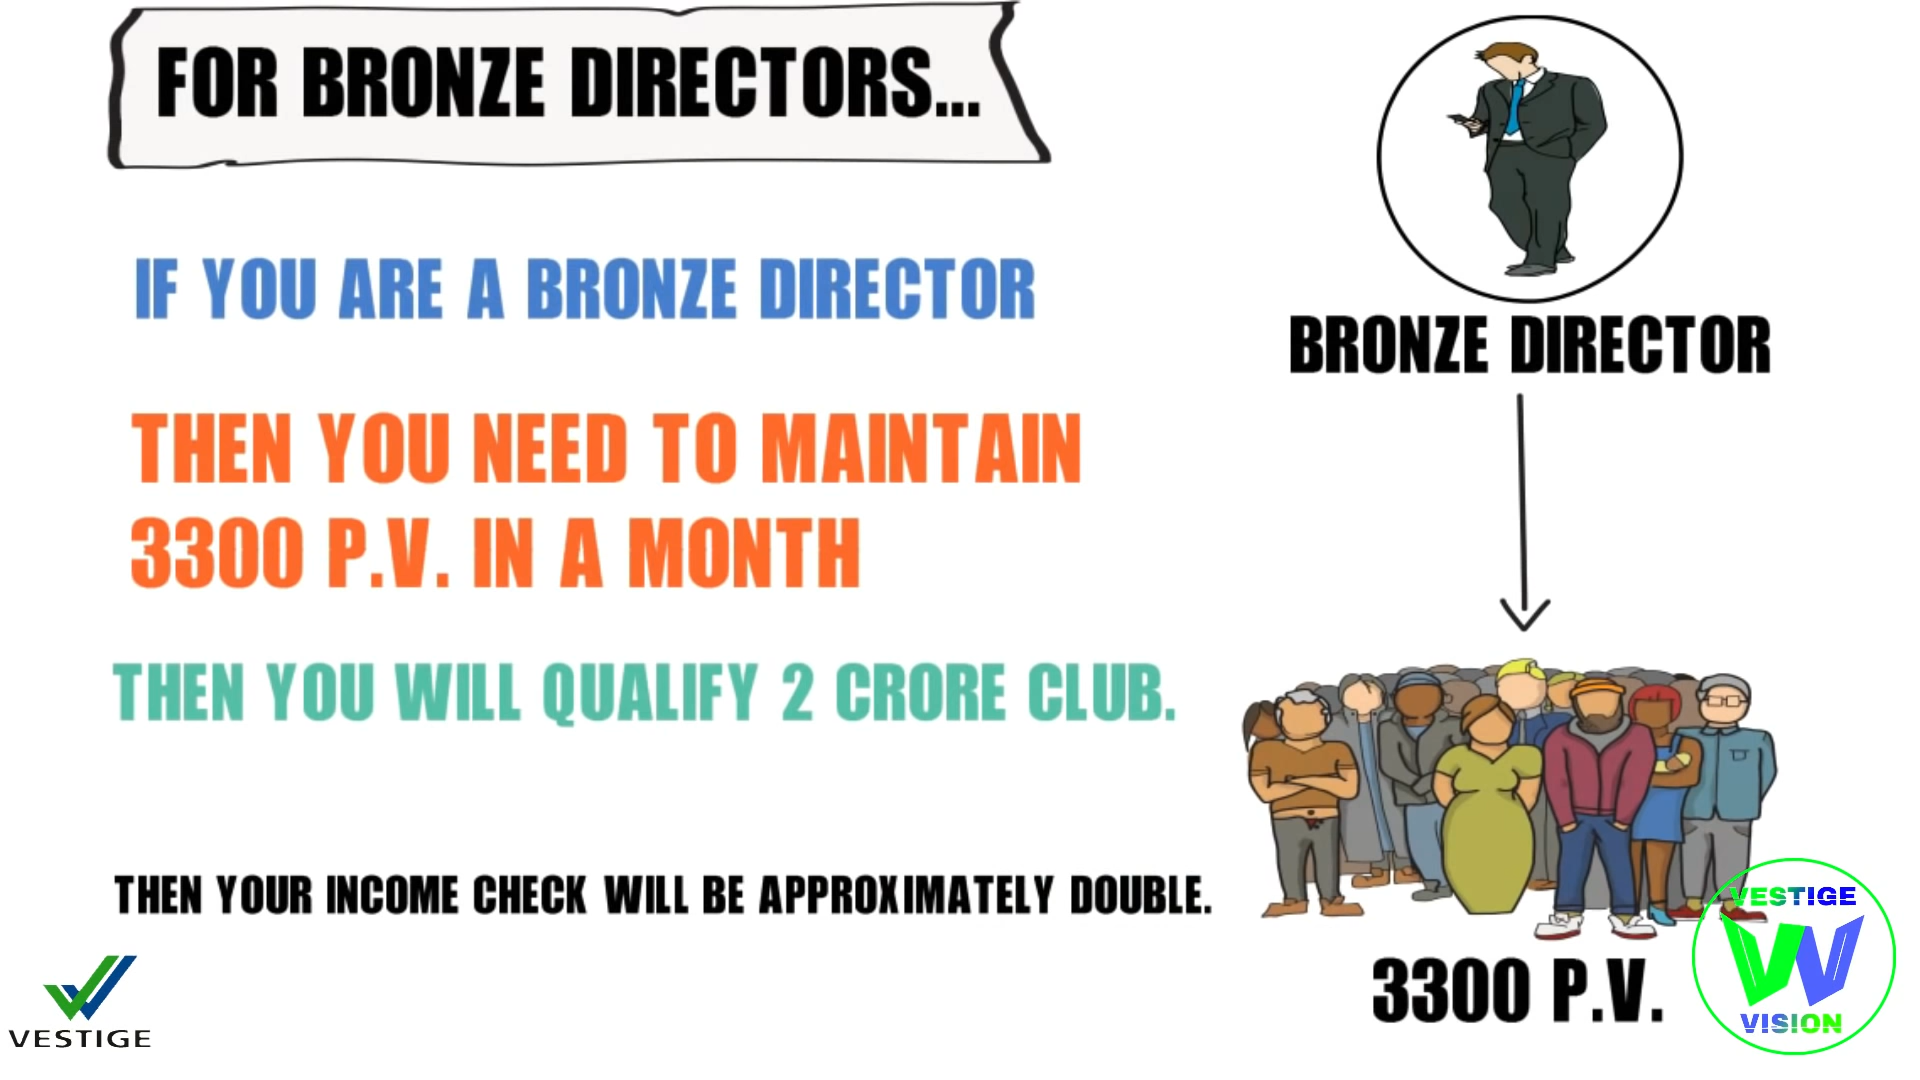 FOR BRONZE DIRECTORS...
IF YOU ARE A BRONZE DIRECTOR
THEN YOU NEED TO MAINTAIN
3300 P.V. IN A MONTH
THEN YOU WILL QUALIFY 2 CRORE CLUB.
THEN YOUR INCOME CHECK WILL BE APPROXIMATELY DOUBLE.
VESTIGE
BRONZE DIRECTOR
3300 P.V.
VESTIGE
VV
VISION